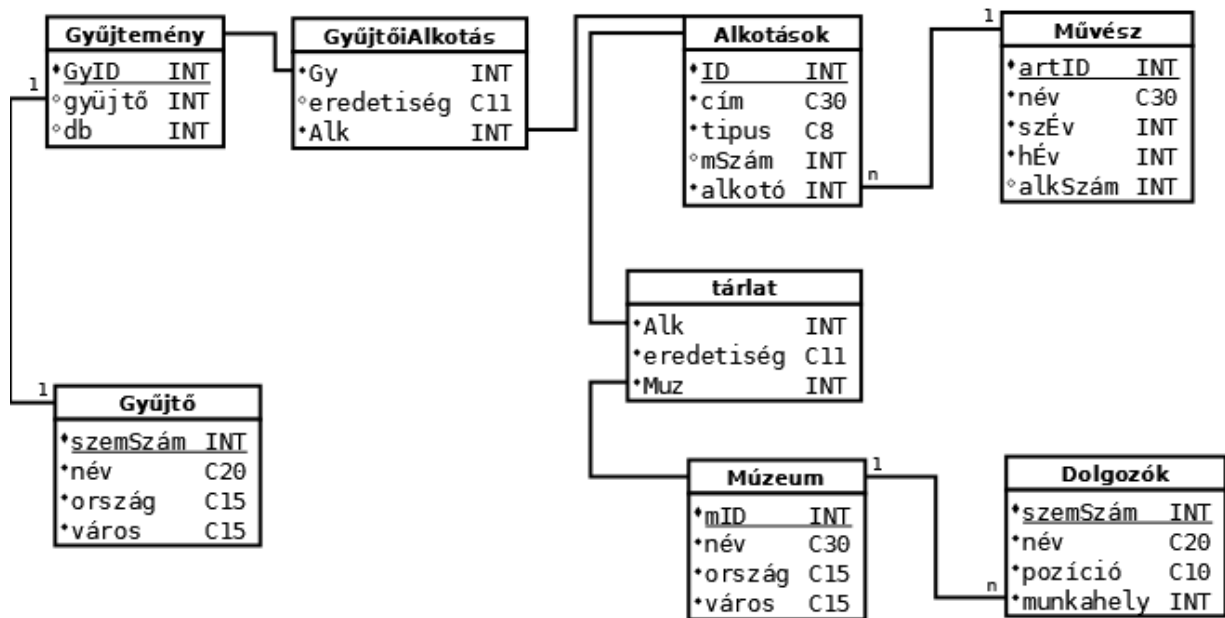 Gyűjtemény
GyID INT
gyüjtő INT
db INT
GyűjtőiAlkotás
Gy INT
eredetiség C11
Alk INT
Alkotások
ID INT
cím C30
tipus C8
mSzám INT
alkotó INT
Művész
artID INT
név C30
szÉv INT
hÉv INT
alkSzám INT
1
1
n
tárlat
Alk INT
eredetiség C11
Muz INT
1
Gyűjtő
szemSzám INT
név C20
ország C15
város C15
Múzeum
mID INT
név C30
ország C15
város C15
1
n
Dolgozók
szemSzám INT
név C20
pozíció C10
munkahely INT